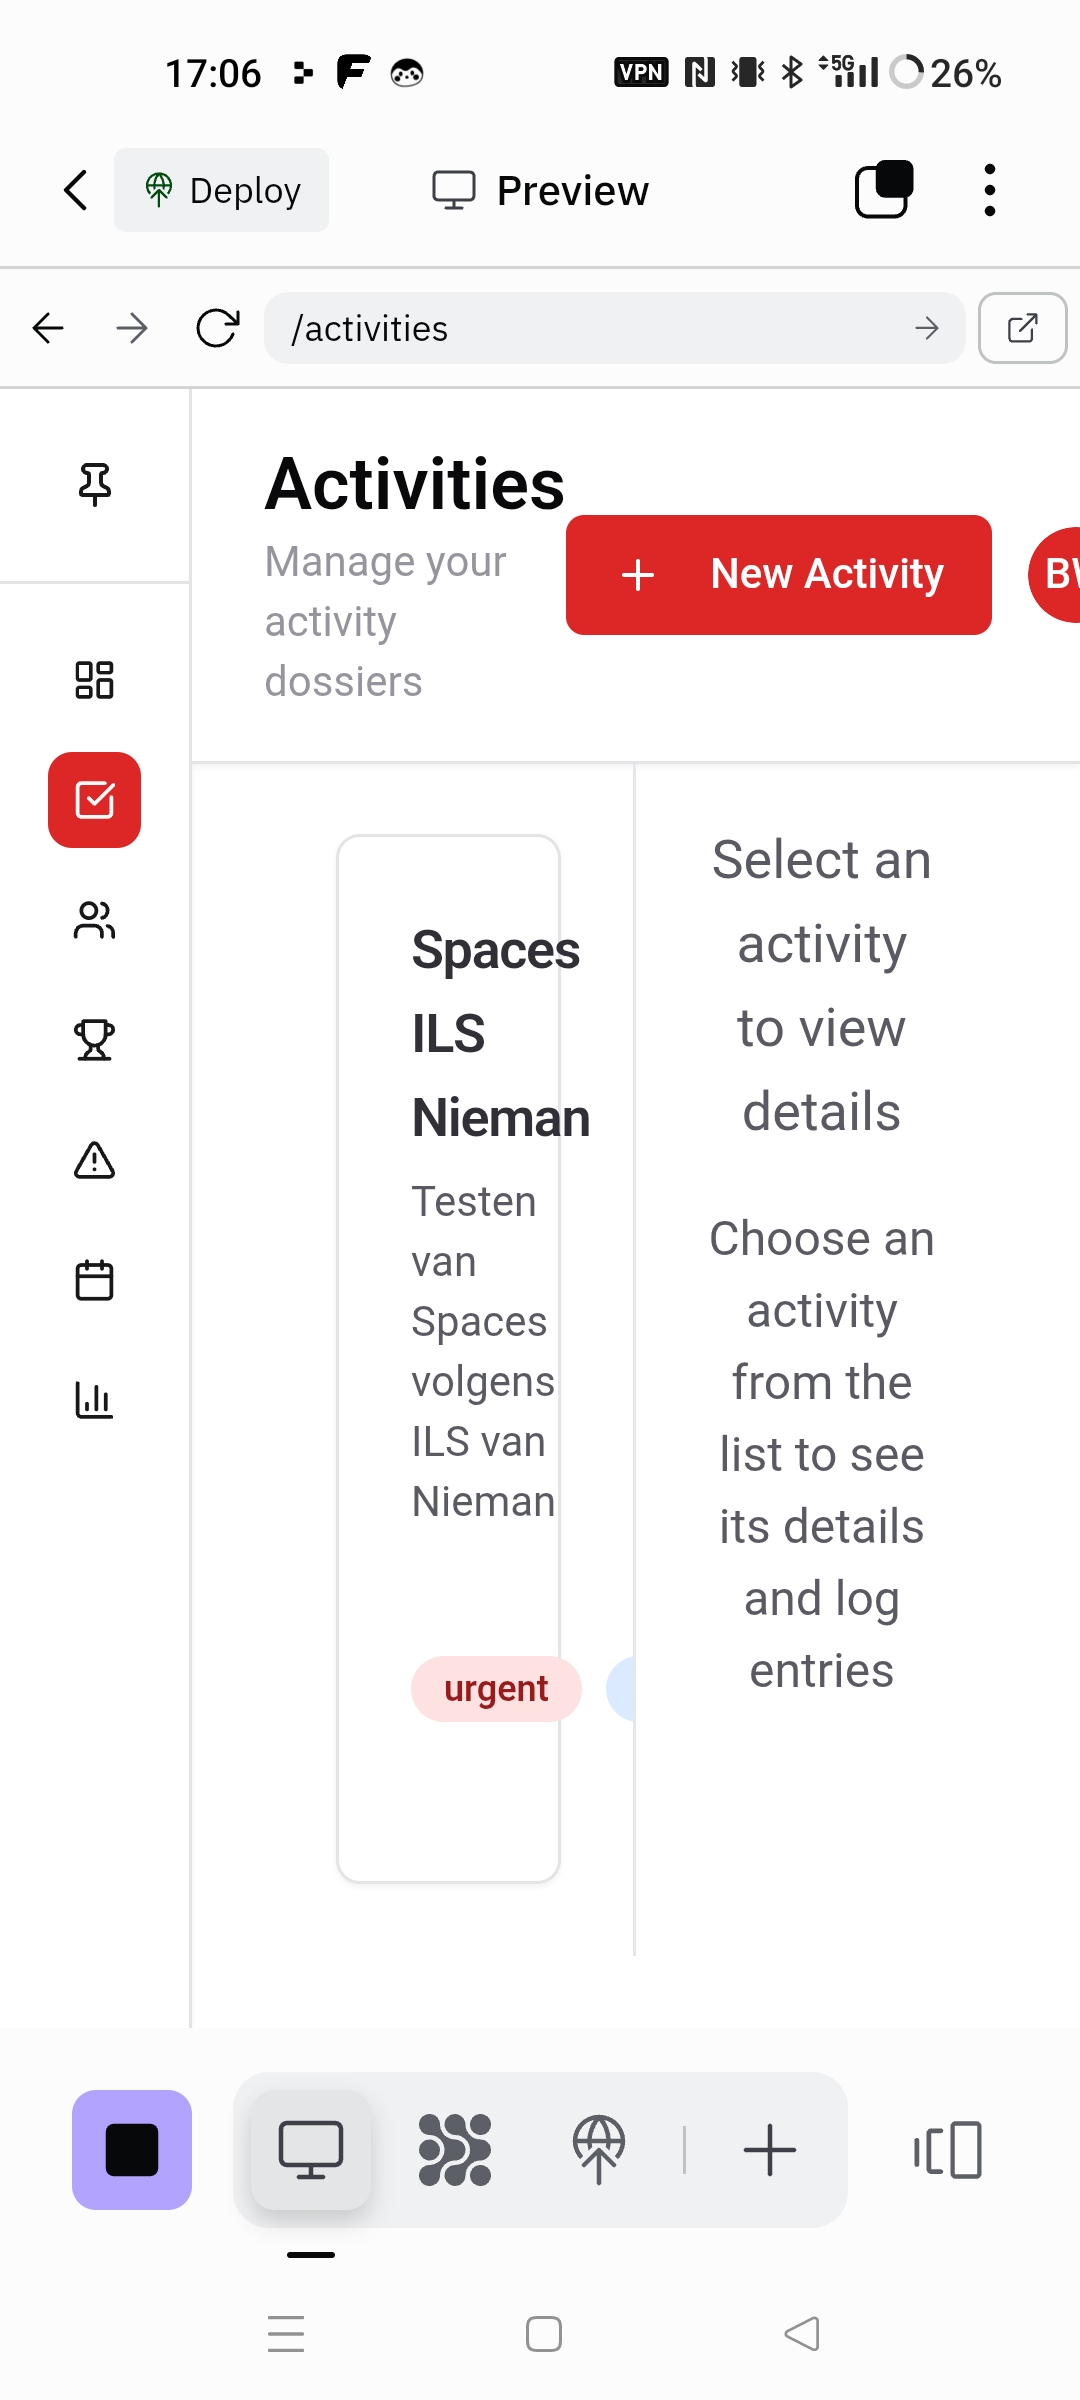 17:06
VPN
5G
26%
Deploy
Preview
/activities
Activities
Manage your
activity
dossiers
New Activity
Spaces
ILS
Nieman
Testen
van
Spaces
volgens
ILS van
Nieman
urgent
Select an
activity
to view
details
Choose an
activity
from the
list to see
its details
and log
entries